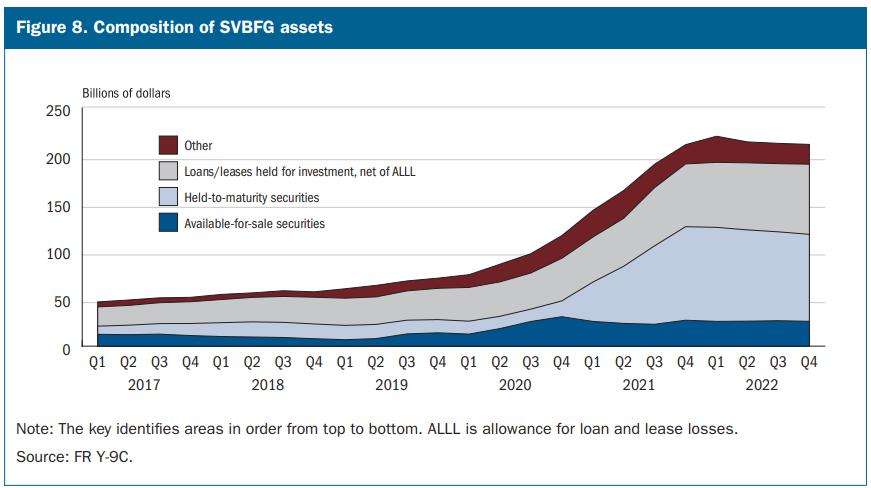 Figure 8. Composition of SVBFG assets
Billions of dollars
250
200
150
100
50
0
Other
Loans/leases held for investment, net of ALLL
Held-to-maturity securities
Available-for-sale securities
Q1 Q2 Q3 Q4 Q1 Q2 Q3 Q4 Q1 Q2 Q3 Q4 Q1 Q2 Q3 Q4 Q1 Q2 Q3 Q4 Q1 Q2 Q3 Q4
2017 2018 2019 2020 2021 2022
Note: The key identifies areas in order from top to bottom. ALLL is allowance for loan and lease losses.
Source: FR Y-9C.